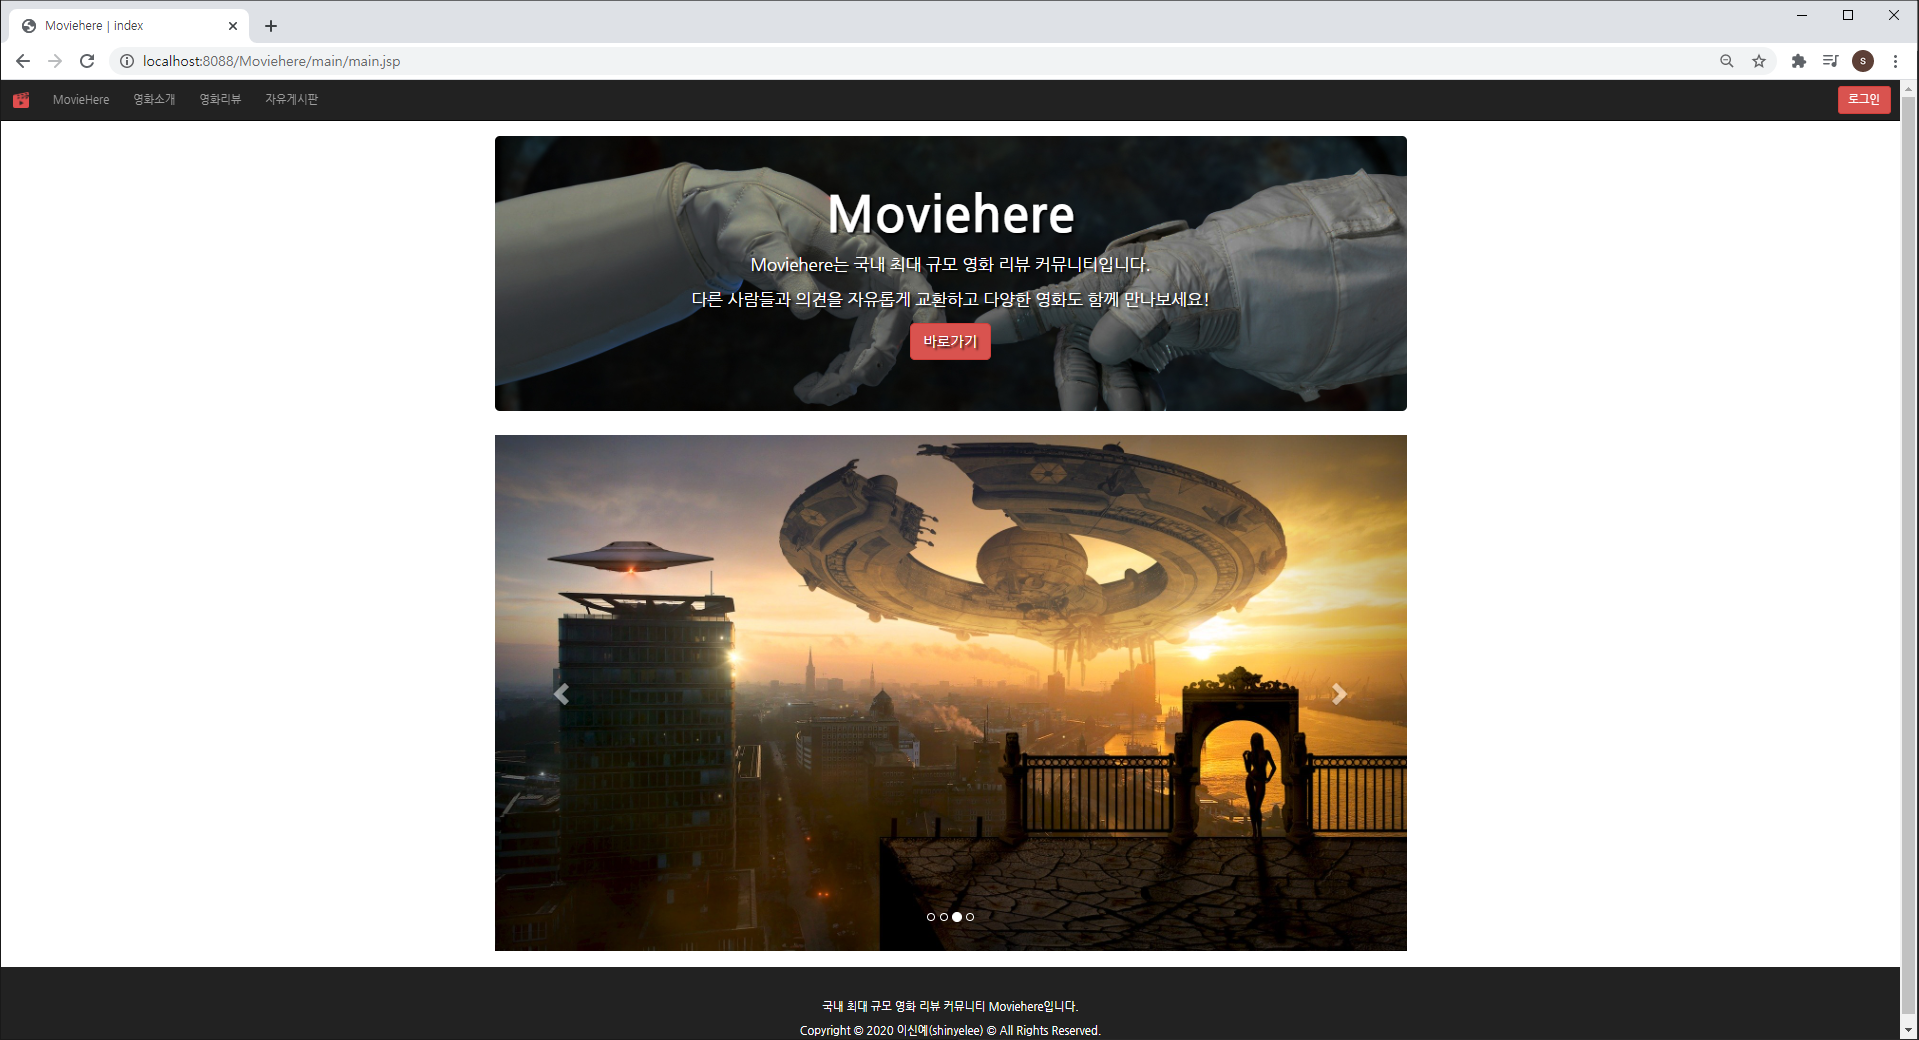 Moviehere | index
localhost:8088/Moviehere/main/main.jsp
S
MovieHere 영화소개 영화리뷰 자유게시판 로그인
Moviehere
Moviehere는 국내 최대 규모 영화 리뷰 커뮤니티입니다.
다른 사람들과 의견을 자유롭게 교환하고 다양한 영화도 함께 만나보세요!
바로가기
국내 최대 규모 영화 리뷰 커뮤니티 Moviehere입니다.
Copyright © 2020 이신예(shinyelee) © All Rights Reserved.